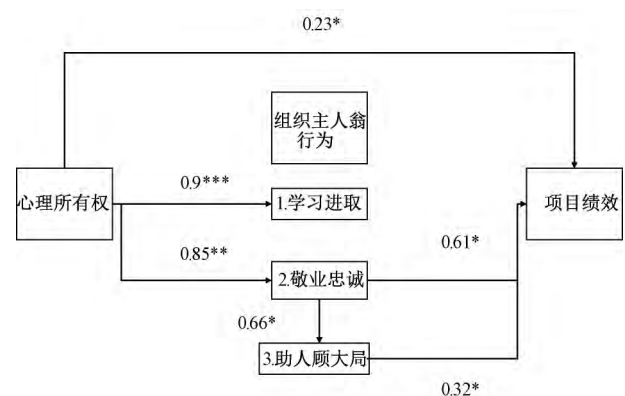 0.23*
组织主人翁
行为
心理所有权
0.9***
1.学习进取
项目绩效
0.85**
2.敬业忠诚
0.61*
0.66*
3.助人顾大局
0.32*